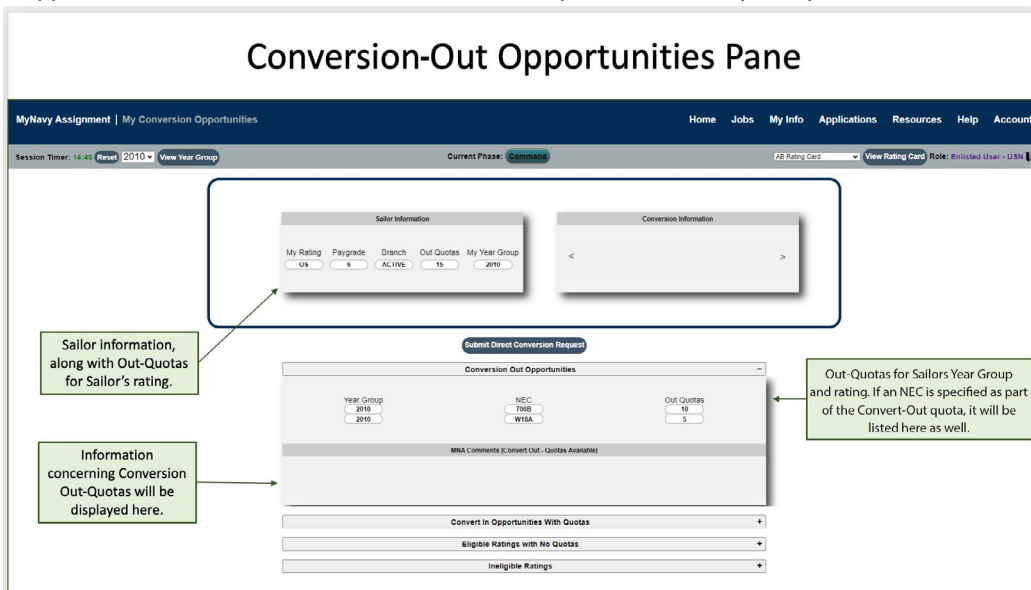 Conversion-Out Opportunities Pane
MyNavy Assignment | My Conversion Opportunities
Home Jobs My Info Applications Resources Help Account
Session Timer: 14:40 Reset 2010 View Year Group
Current Phase: Command
AB Rating Card View Rating Card Role: Enlisted User - USN
Sailor Information
My Rating Paygrade Branch Out Quotas My Year Group
OS 6 ACTIVE 15 2010
Conversion Information
< >
Sailor information,
along with Out-Quotas
for Sailor's rating.
Submit Direct Conversion Request
Conversion Out Opportunities −
Year Group NEC Out Quotas
2010 700B 10
2010 W18A 5
Out-Quotas for Sailors Year Group
and rating. If an NEC is specified as part
of the Convert-Out quota, it will be
listed here as well.
MNA Comments (Convert Out - Quotas Available)
Information
concerning Conversion
Out-Quotas will be
displayed here.
Convert In Opportunities With Quotas +
Eligible Ratings with No Quotas +
Ineligible Ratings +